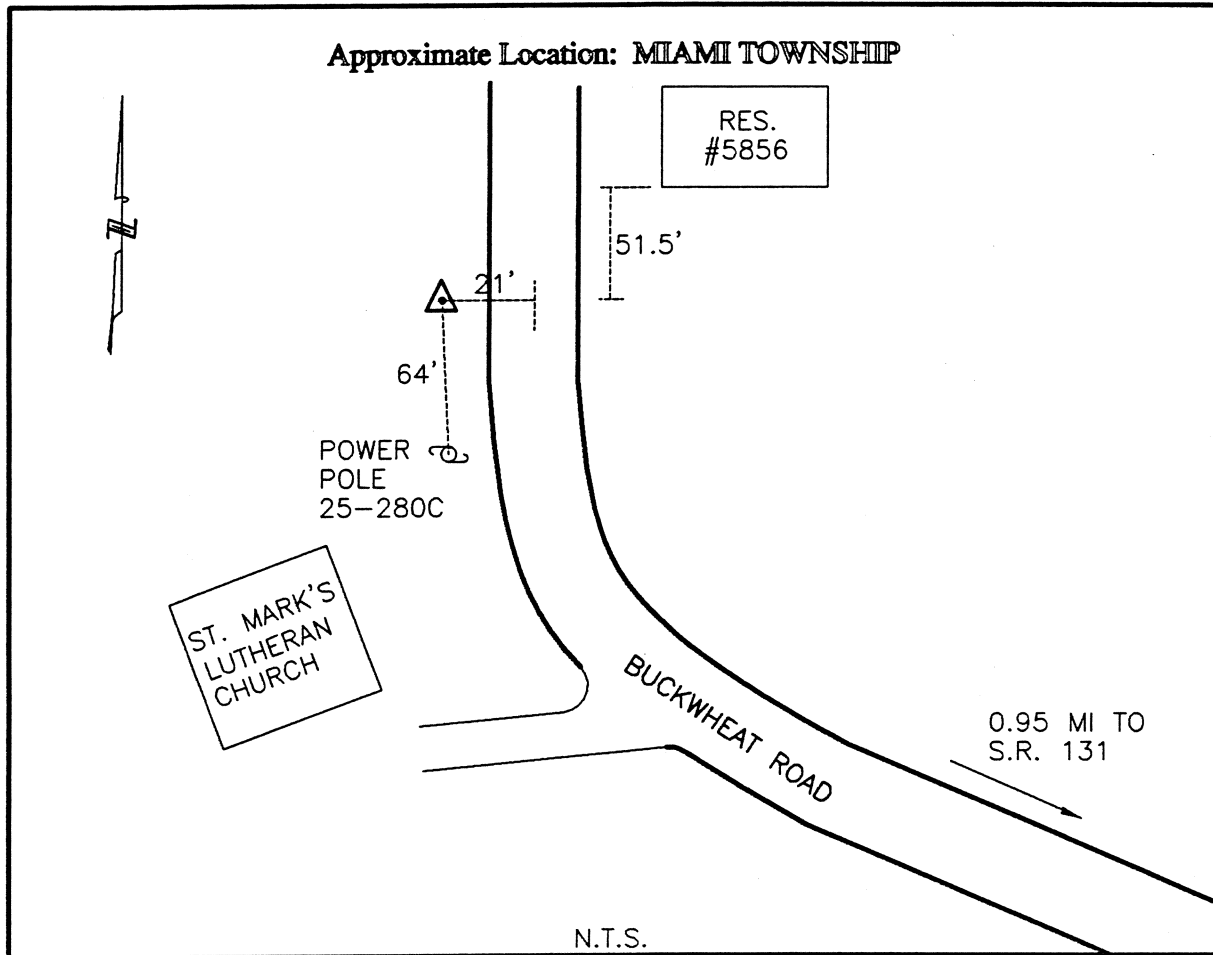 Approximate Location: MIAMI TOWNSHIP
RES.
#5856
N
51.5'
21'
64'
POWER
POLE
25-280C
ST. MARK'S
LUTHERAN
CHURCH
BUCKWHEAT ROAD
0.95 MI TO
S.R. 131
N.T.S.